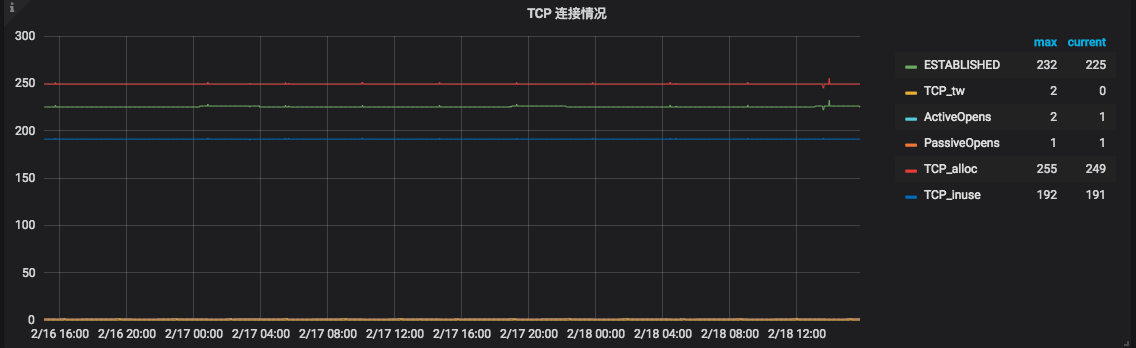 i
TCP 连接情况
300
250
200
150
100
50
0
2/16 16:00 2/16 20:00 2/17 00:00 2/17 04:00 2/17 08:00 2/17 12:00 2/17 16:00 2/17 20:00 2/18 00:00 2/18 04:00 2/18 08:00 2/18 12:00
max current
ESTABLISHED 232 225
TCP_tw 2 0
ActiveOpens 2 1
PassiveOpens 1 1
TCP_alloc 255 249
TCP_inuse 192 191